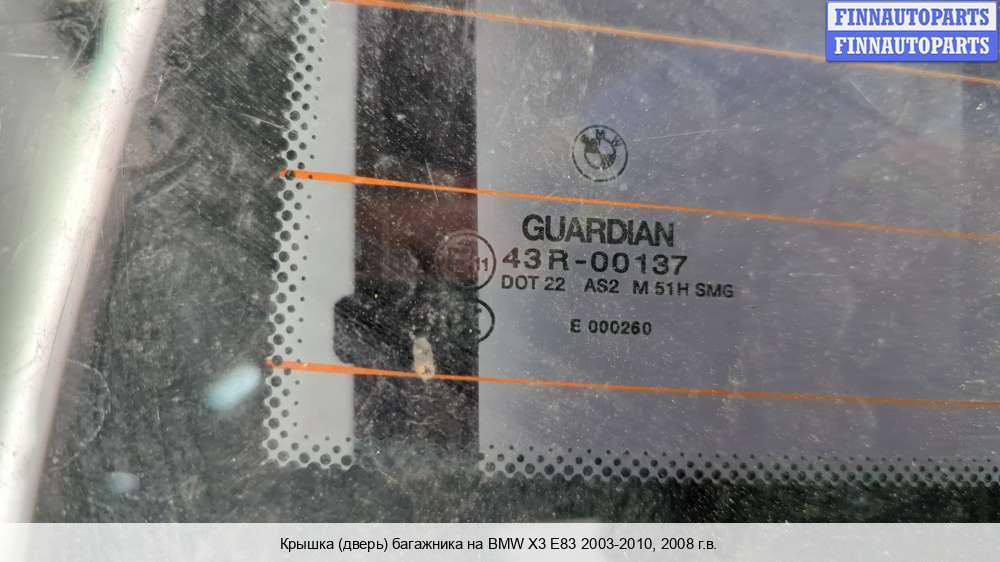 FINNAUTOPARTS
FINNAUTOPARTS
BMW
GUARDIAN
43R-00137
DOT 22 AS2 M 51H SMG
E 000260
Крышка (дверь) багажника на BMW X3 E83 2003-2010, 2008 г.в.